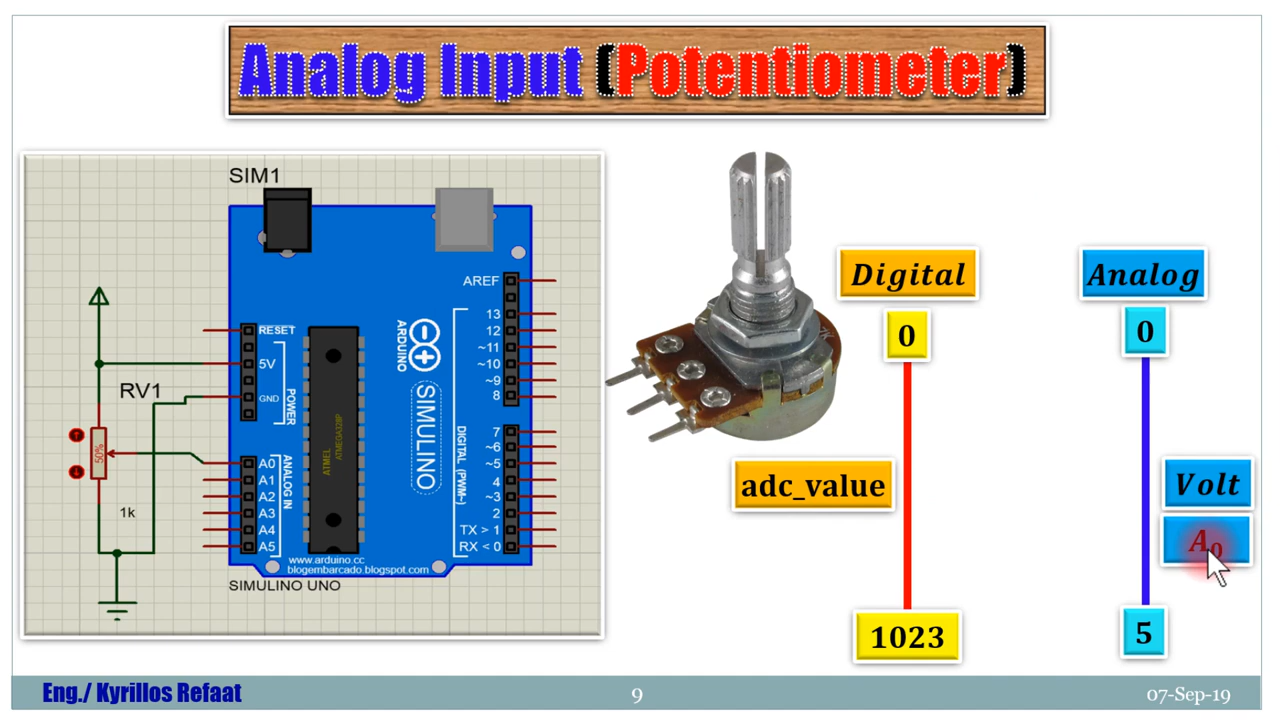 Analog Input (Potentiometer)
SIM1
AREF
RESET
5V
GND
POWER
RV1
50%
1k
A0
A1
A2
A3
A4
A5
ANALOG IN
ATMEL
ATMEGA328P
ARDUINO
SIMULINO
13
12
~11
~10
~9
8
7
~6
~5
4
~3
2
TX > 1
RX < 0
DIGITAL (PWM~)
www.arduino.cc
blogembarcado.blogspot.com
SIMULINO UNO
Digital
0
adc_value
1023
Analog
0
Volt
A0
5
Eng./ Kyrillos Refaat
9
07-Sep-19